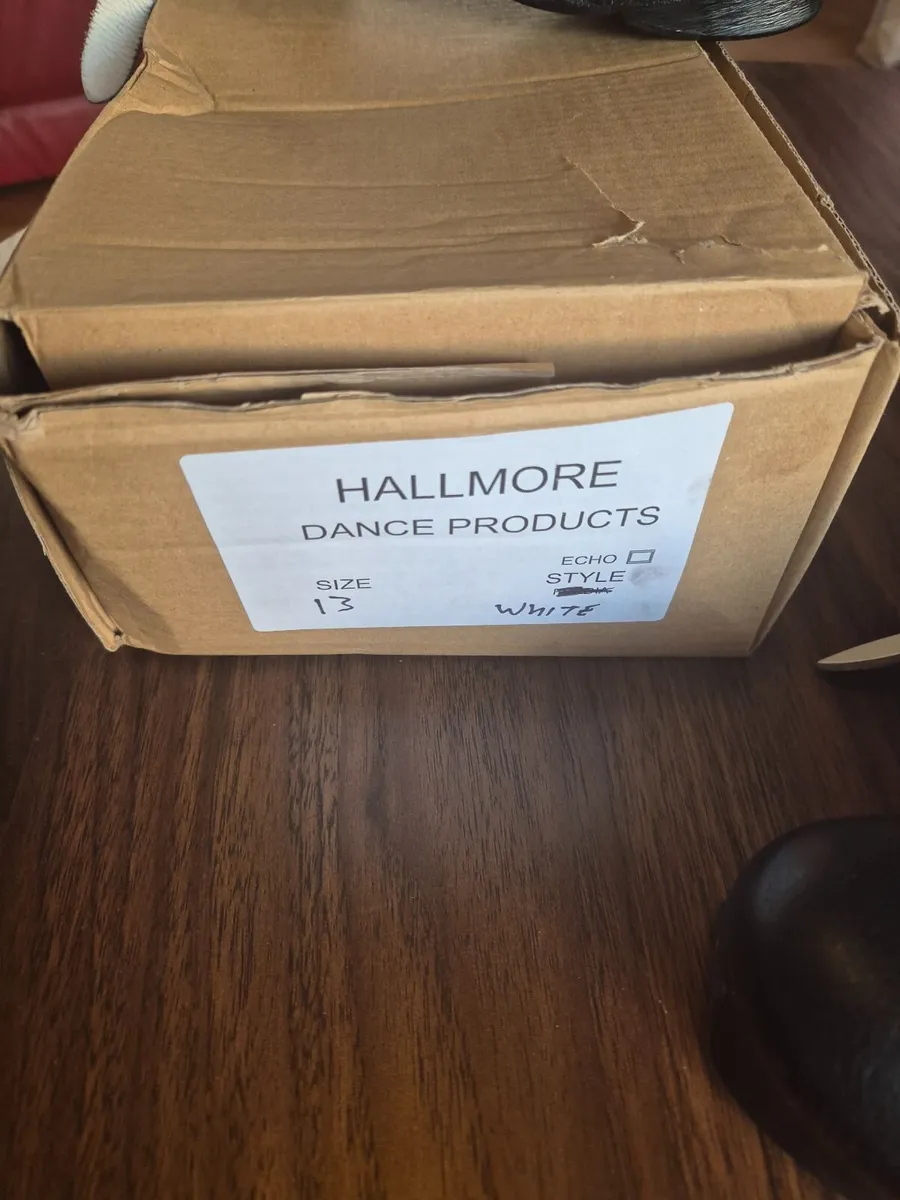 HALLMORE
DANCE PRODUCTS
ECHO
SIZE STYLE
13 WHITE